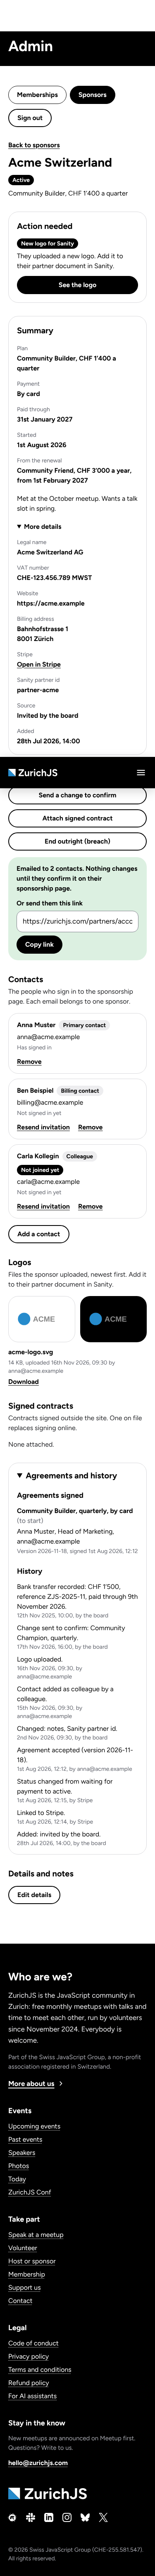 Admin
Memberships
Sponsors
Sign out
Back to sponsors
Acme Switzerland
Active
Community Builder, CHF 1'400 a quarter
Action needed
New logo for Sanity
They uploaded a new logo. Add it to
their partner document in Sanity.
See the logo
Summary
Plan
Community Builder, CHF 1'400 a
quarter
Payment
By card
Paid through
31st January 2027
Started
1st August 2026
From the renewal
Community Friend, CHF 3'000 a year,
from 1st February 2027
Met at the October meetup. Wants a talk
slot in spring.
▼ More details
Legal name
Acme Switzerland AG
VAT number
CHE-123.456.789 MWST
Website
https://acme.example
Billing address
Bahnhofstrasse 1
8001 Zürich
Stripe
Open in Stripe
Sanity partner id
partner-acme
Source
Invited by the board
Added
28th Jul 2026, 14:00
ZurichJS
Send a change to confirm
Attach signed contract
End outright (breach)
Emailed to 2 contacts. Nothing changes
until they confirm it on their
sponsorship page.
Or send them this link
https://zurichjs.com/partners/acco
Copy link
Contacts
The people who sign in to the sponsorship
page. Each email belongs to one sponsor.
Anna Muster Primary contact
anna@acme.example
Has signed in
Remove
Ben Beispiel Billing contact
billing@acme.example
Not signed in yet
Resend invitation Remove
Carla Kollegin Colleague
Not joined yet
carla@acme.example
Not signed in yet
Resend invitation Remove
Add a contact
Logos
Files the sponsor uploaded, newest first. Add it
to their partner document in Sanity.
ACME
ACME
acme-logo.svg
14 KB, uploaded 16th Nov 2026, 09:30 by
anna@acme.example
Download
Signed contracts
Contracts signed outside the site. One on file
replaces signing online.
None attached.
▼ Agreements and history
Agreements signed
Community Builder, quarterly, by card
(to start)
Anna Muster, Head of Marketing,
anna@acme.example
Version 2026-11-18, signed 1st Aug 2026, 12:12
History
Bank transfer recorded: CHF 1'500,
reference ZJS-2025-11, paid through 9th
November 2026.
12th Nov 2025, 10:00, by the board
Change sent to confirm: Community
Champion, quarterly.
17th Nov 2026, 16:00, by the board
Logo uploaded.
16th Nov 2026, 09:30, by
anna@acme.example
Contact added as colleague by a
colleague.
15th Nov 2026, 09:30, by
anna@acme.example
Changed: notes, Sanity partner id.
2nd Nov 2026, 09:30, by the board
Agreement accepted (version 2026-11-
18).
1st Aug 2026, 12:12, by anna@acme.example
Status changed from waiting for
payment to active.
1st Aug 2026, 12:15, by Stripe
Linked to Stripe.
1st Aug 2026, 12:14, by Stripe
Added: invited by the board.
28th Jul 2026, 14:00, by the board
Details and notes
Edit details
Who are we?
ZurichJS is the JavaScript community in
Zurich: free monthly meetups with talks and
time to meet each other, run by volunteers
since November 2024. Everybody is
welcome.
Part of the Swiss JavaScript Group, a non-profit
association registered in Switzerland.
More about us
Events
Upcoming events
Past events
Speakers
Photos
Today
ZurichJS Conf
Take part
Speak at a meetup
Volunteer
Host or sponsor
Membership
Support us
Contact
Legal
Code of conduct
Privacy policy
Terms and conditions
Refund policy
For AI assistants
Stay in the know
New meetups are announced on Meetup first.
Questions? Write to us.
hello@zurichjs.com
ZurichJS
© 2026 Swiss JavaScript Group (CHE-255.581.547).
All rights reserved.